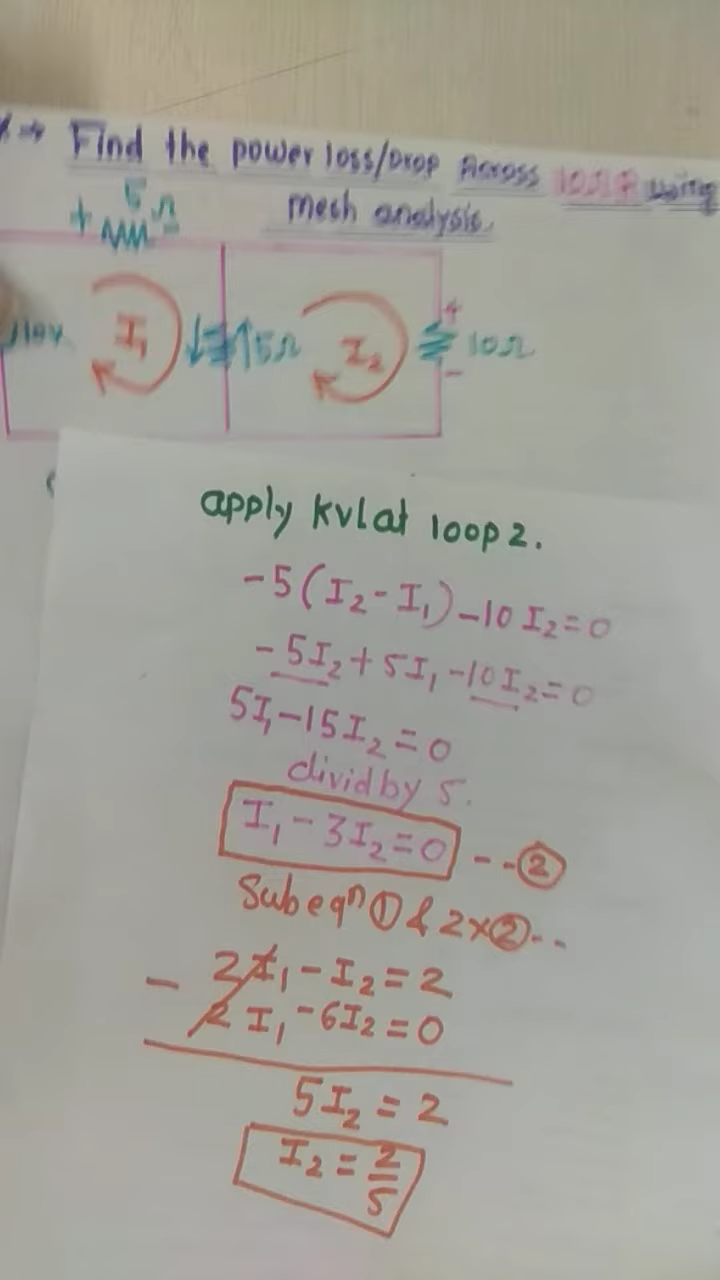 Find the power loss/Drop Across 10Ω using
mesh analysis.
+ 5Ω -
10v
I₁
5Ω
I₂
+
10Ω
-
apply kvl at loop 2.
-5(I₂-I₁)-10I₂=0
-5I₂+5I₁-10I₂=0
5I₁-15I₂=0
divid by 5.
I₁-3I₂=0 --②
Sub eqⁿ ① & 2×②--
- 2I₁-I₂=2
2I₁-6I₂=0
5I₂=2
I₂=2/5